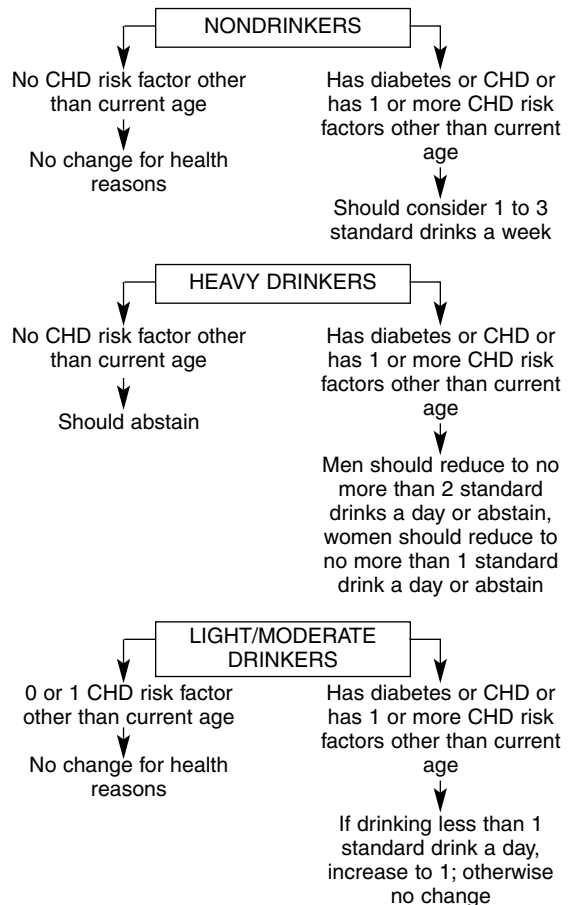 NONDRINKERS
No CHD risk factor other
than current age
No change for health
reasons
Has diabetes or CHD or
has 1 or more CHD risk
factors other than current
age
Should consider 1 to 3
standard drinks a week
HEAVY DRINKERS
No CHD risk factor other
than current age
Should abstain
Has diabetes or CHD or
has 1 or more CHD risk
factors other than current
age
Men should reduce to no
more than 2 standard
drinks a day or abstain,
women should reduce to
no more than 1 standard
drink a day or abstain
LIGHT/MODERATE
DRINKERS
0 or 1 CHD risk factor
other than current age
No change for health
reasons
Has diabetes or CHD or
has 1 or more CHD risk
factors other than current
age
If drinking less than 1
standard drink a day,
increase to 1; otherwise
no change